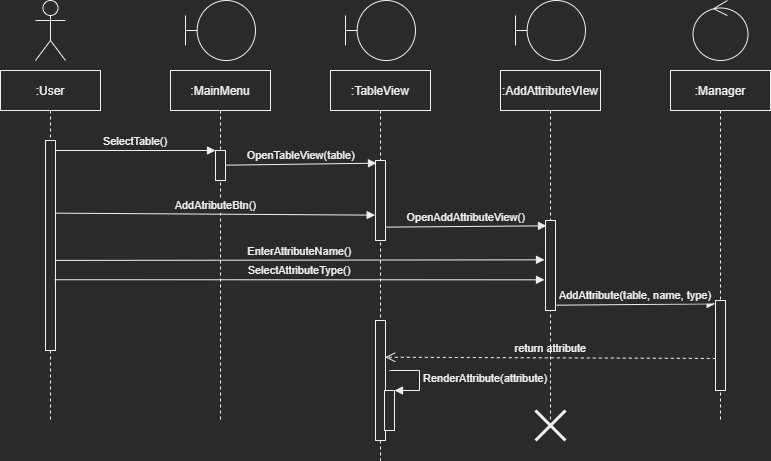 :User
:MainMenu
:TableView
:AddAttributeVIew
:Manager
SelectTable()
OpenTableView(table)
AddAtributeBtn()
OpenAddAttributeView()
EnterAttributeName()
SelectAttributeType()
AddAttribute(table, name, type)
return attribute
RenderAttribute(attribute)